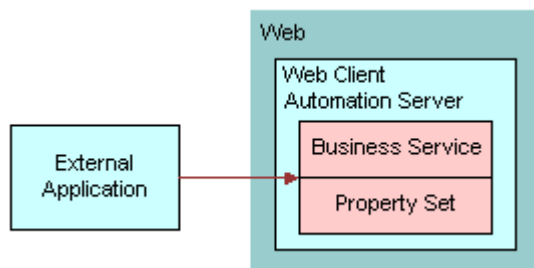 Web
Web Client
Automation Server
Business Service
Property Set
External
Application